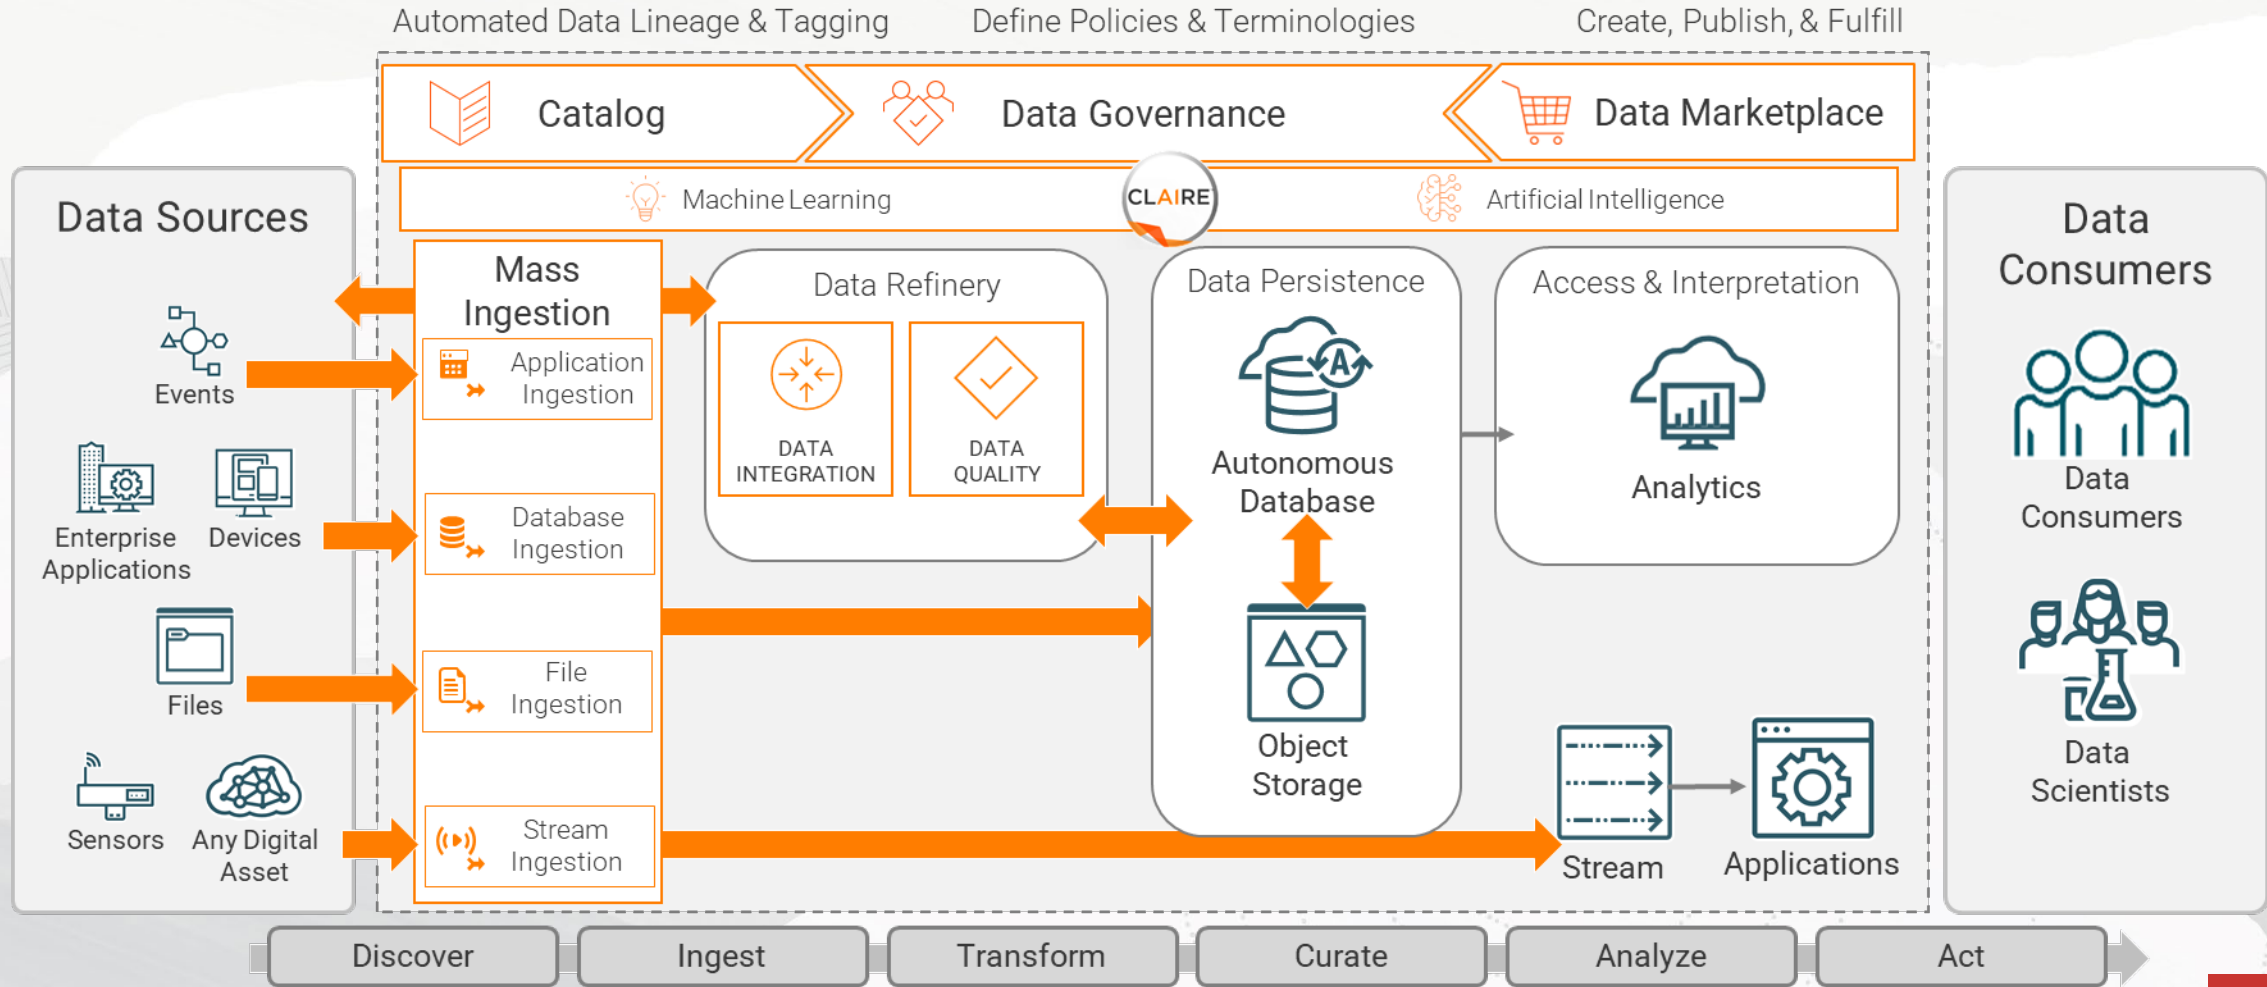 Automated Data Lineage & Tagging
Define Policies & Terminologies
Create, Publish, & Fulfill
Catalog
Data Governance
Data Marketplace
Machine Learning
CLAIRE
Artificial Intelligence
Data Sources
Events
Enterprise
Applications
Devices
Files
Sensors
Any Digital
Asset
Mass
Ingestion
Application
Ingestion
Database
Ingestion
File
Ingestion
Stream
Ingestion
Data Refinery
DATA
INTEGRATION
DATA
QUALITY
Data Persistence
A
Autonomous
Database
Object
Storage
Access & Interpretation
Analytics
Stream
Applications
Data
Consumers
Data
Consumers
Data
Scientists
Discover
Ingest
Transform
Curate
Analyze
Act